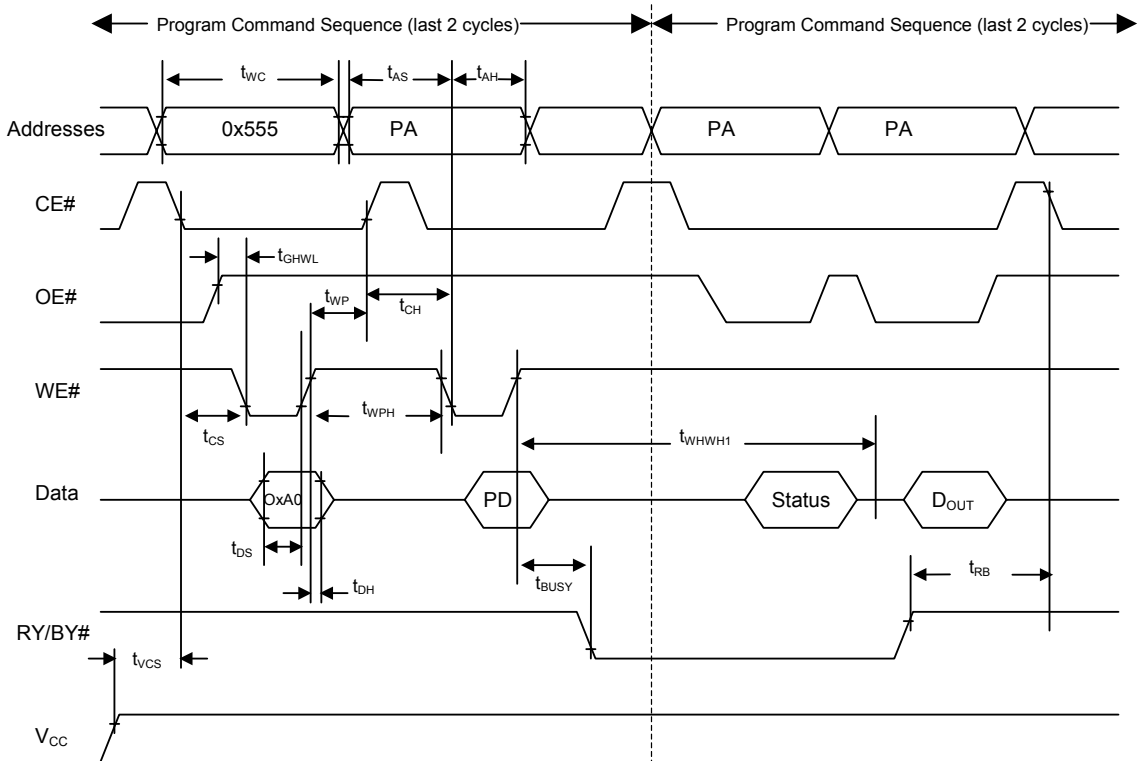 Program Command Sequence (last 2 cycles) Program Command Sequence (last 2 cycles)
tWC tAS tAH
Addresses 0x555 PA PA PA
CE#
tGHWL
OE# tWP tCH
WE#
tCS tWPH tWHWH1
Data OxA0 PD Status DOUT
tDS tDH tBUSY tRB
RY/BY#
tVCS
VCC